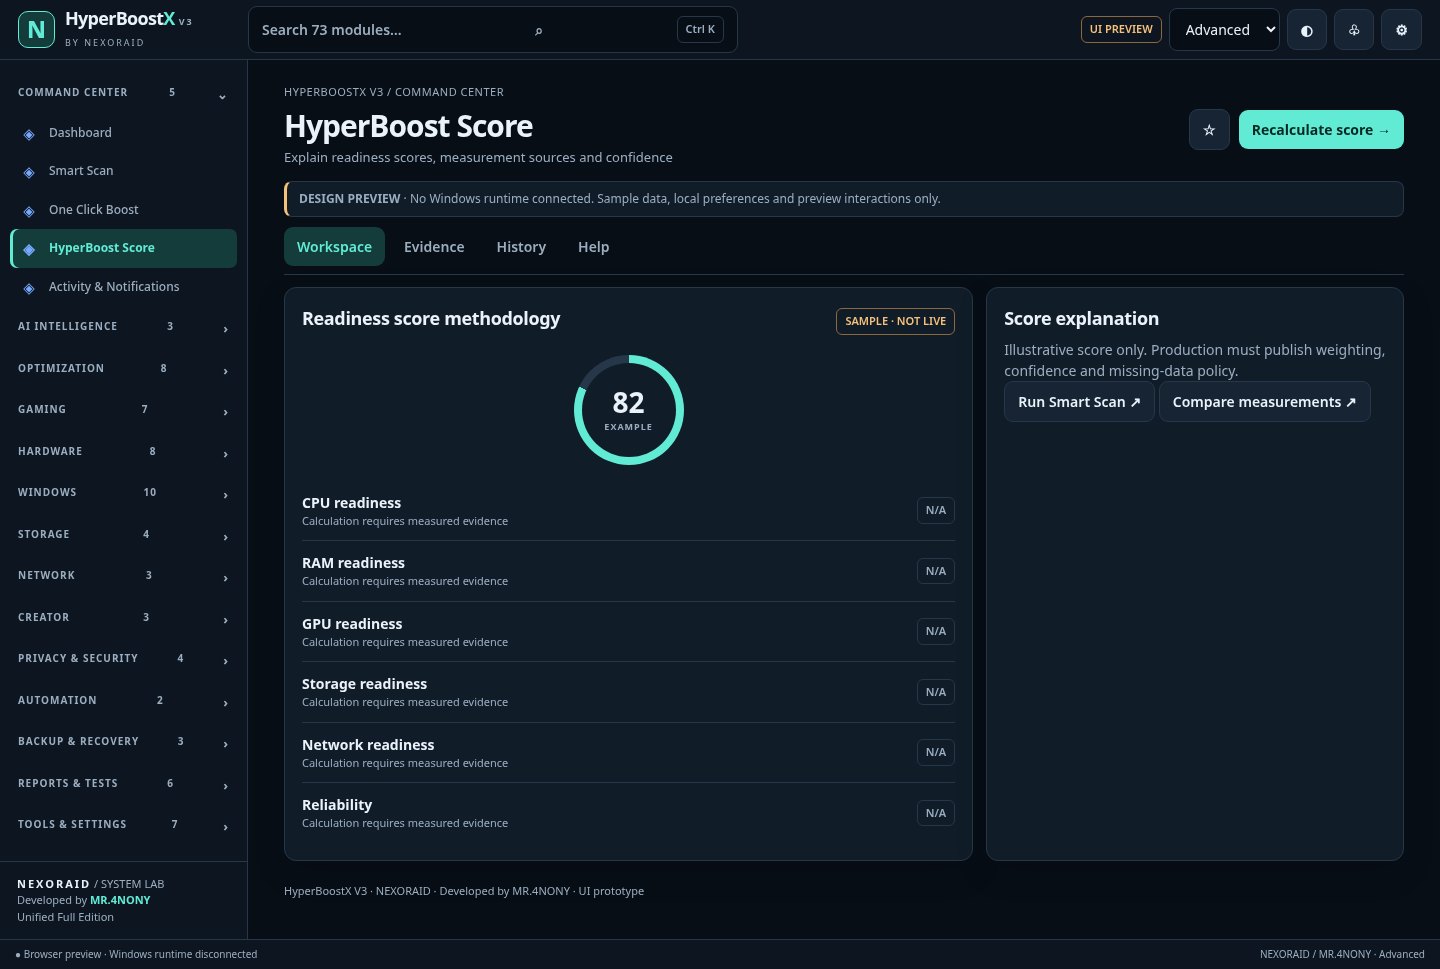 N HyperBoostX V3
BY NEXORAID
Search 73 modules...
Ctrl K
UI PREVIEW
Advanced
COMMAND CENTER 5
Dashboard
Smart Scan
One Click Boost
HyperBoost Score
Activity & Notifications
AI INTELLIGENCE 3
OPTIMIZATION 8
GAMING 7
HARDWARE 8
WINDOWS 10
STORAGE 4
NETWORK 3
CREATOR 3
PRIVACY & SECURITY 4
AUTOMATION 2
BACKUP & RECOVERY 3
REPORTS & TESTS 6
TOOLS & SETTINGS 7
NEXORAID / SYSTEM LAB
Developed by MR.4NONY
Unified Full Edition
HYPERBOOSTX V3 / COMMAND CENTER
HyperBoost Score
Explain readiness scores, measurement sources and confidence
Recalculate score →
DESIGN PREVIEW · No Windows runtime connected. Sample data, local preferences and preview interactions only.
Workspace Evidence History Help
Readiness score methodology
SAMPLE · NOT LIVE
82
EXAMPLE
CPU readiness
Calculation requires measured evidence
N/A
RAM readiness
Calculation requires measured evidence
N/A
GPU readiness
Calculation requires measured evidence
N/A
Storage readiness
Calculation requires measured evidence
N/A
Network readiness
Calculation requires measured evidence
N/A
Reliability
Calculation requires measured evidence
N/A
Score explanation
Illustrative score only. Production must publish weighting,
confidence and missing-data policy.
Run Smart Scan ↗ Compare measurements ↗
HyperBoostX V3 · NEXORAID · Developed by MR.4NONY · UI prototype
● Browser preview · Windows runtime disconnected
NEXORAID / MR.4NONY · Advanced